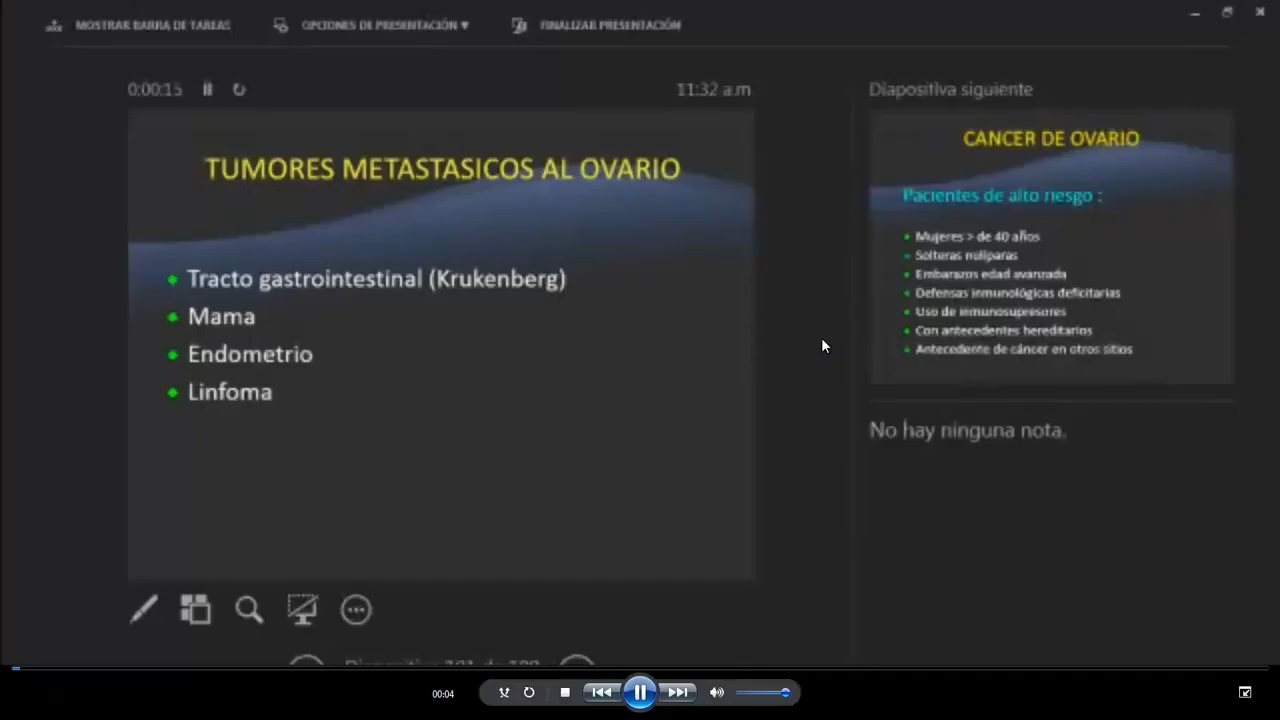 MOSTRAR BARRA DE TAREAS
OPCIONES DE PRESENTACIÓN ▼
FINALIZAR PRESENTACIÓN
0:00:15
11:32 a.m
TUMORES METASTASICOS AL OVARIO
Tracto gastrointestinal (Krukenberg)
Mama
Endometrio
Linfoma
Diapositiva siguiente
CANCER DE OVARIO
Pacientes de alto riesgo :
Mujeres > de 40 años
Solteras nuliparas
Embarazos edad avanzada
Defensas inmunológicas deficitarias
Uso de inmunosupresores
Con antecedentes hereditarios
Antecedente de cáncer en otros sitios
No hay ninguna nota.
00:04